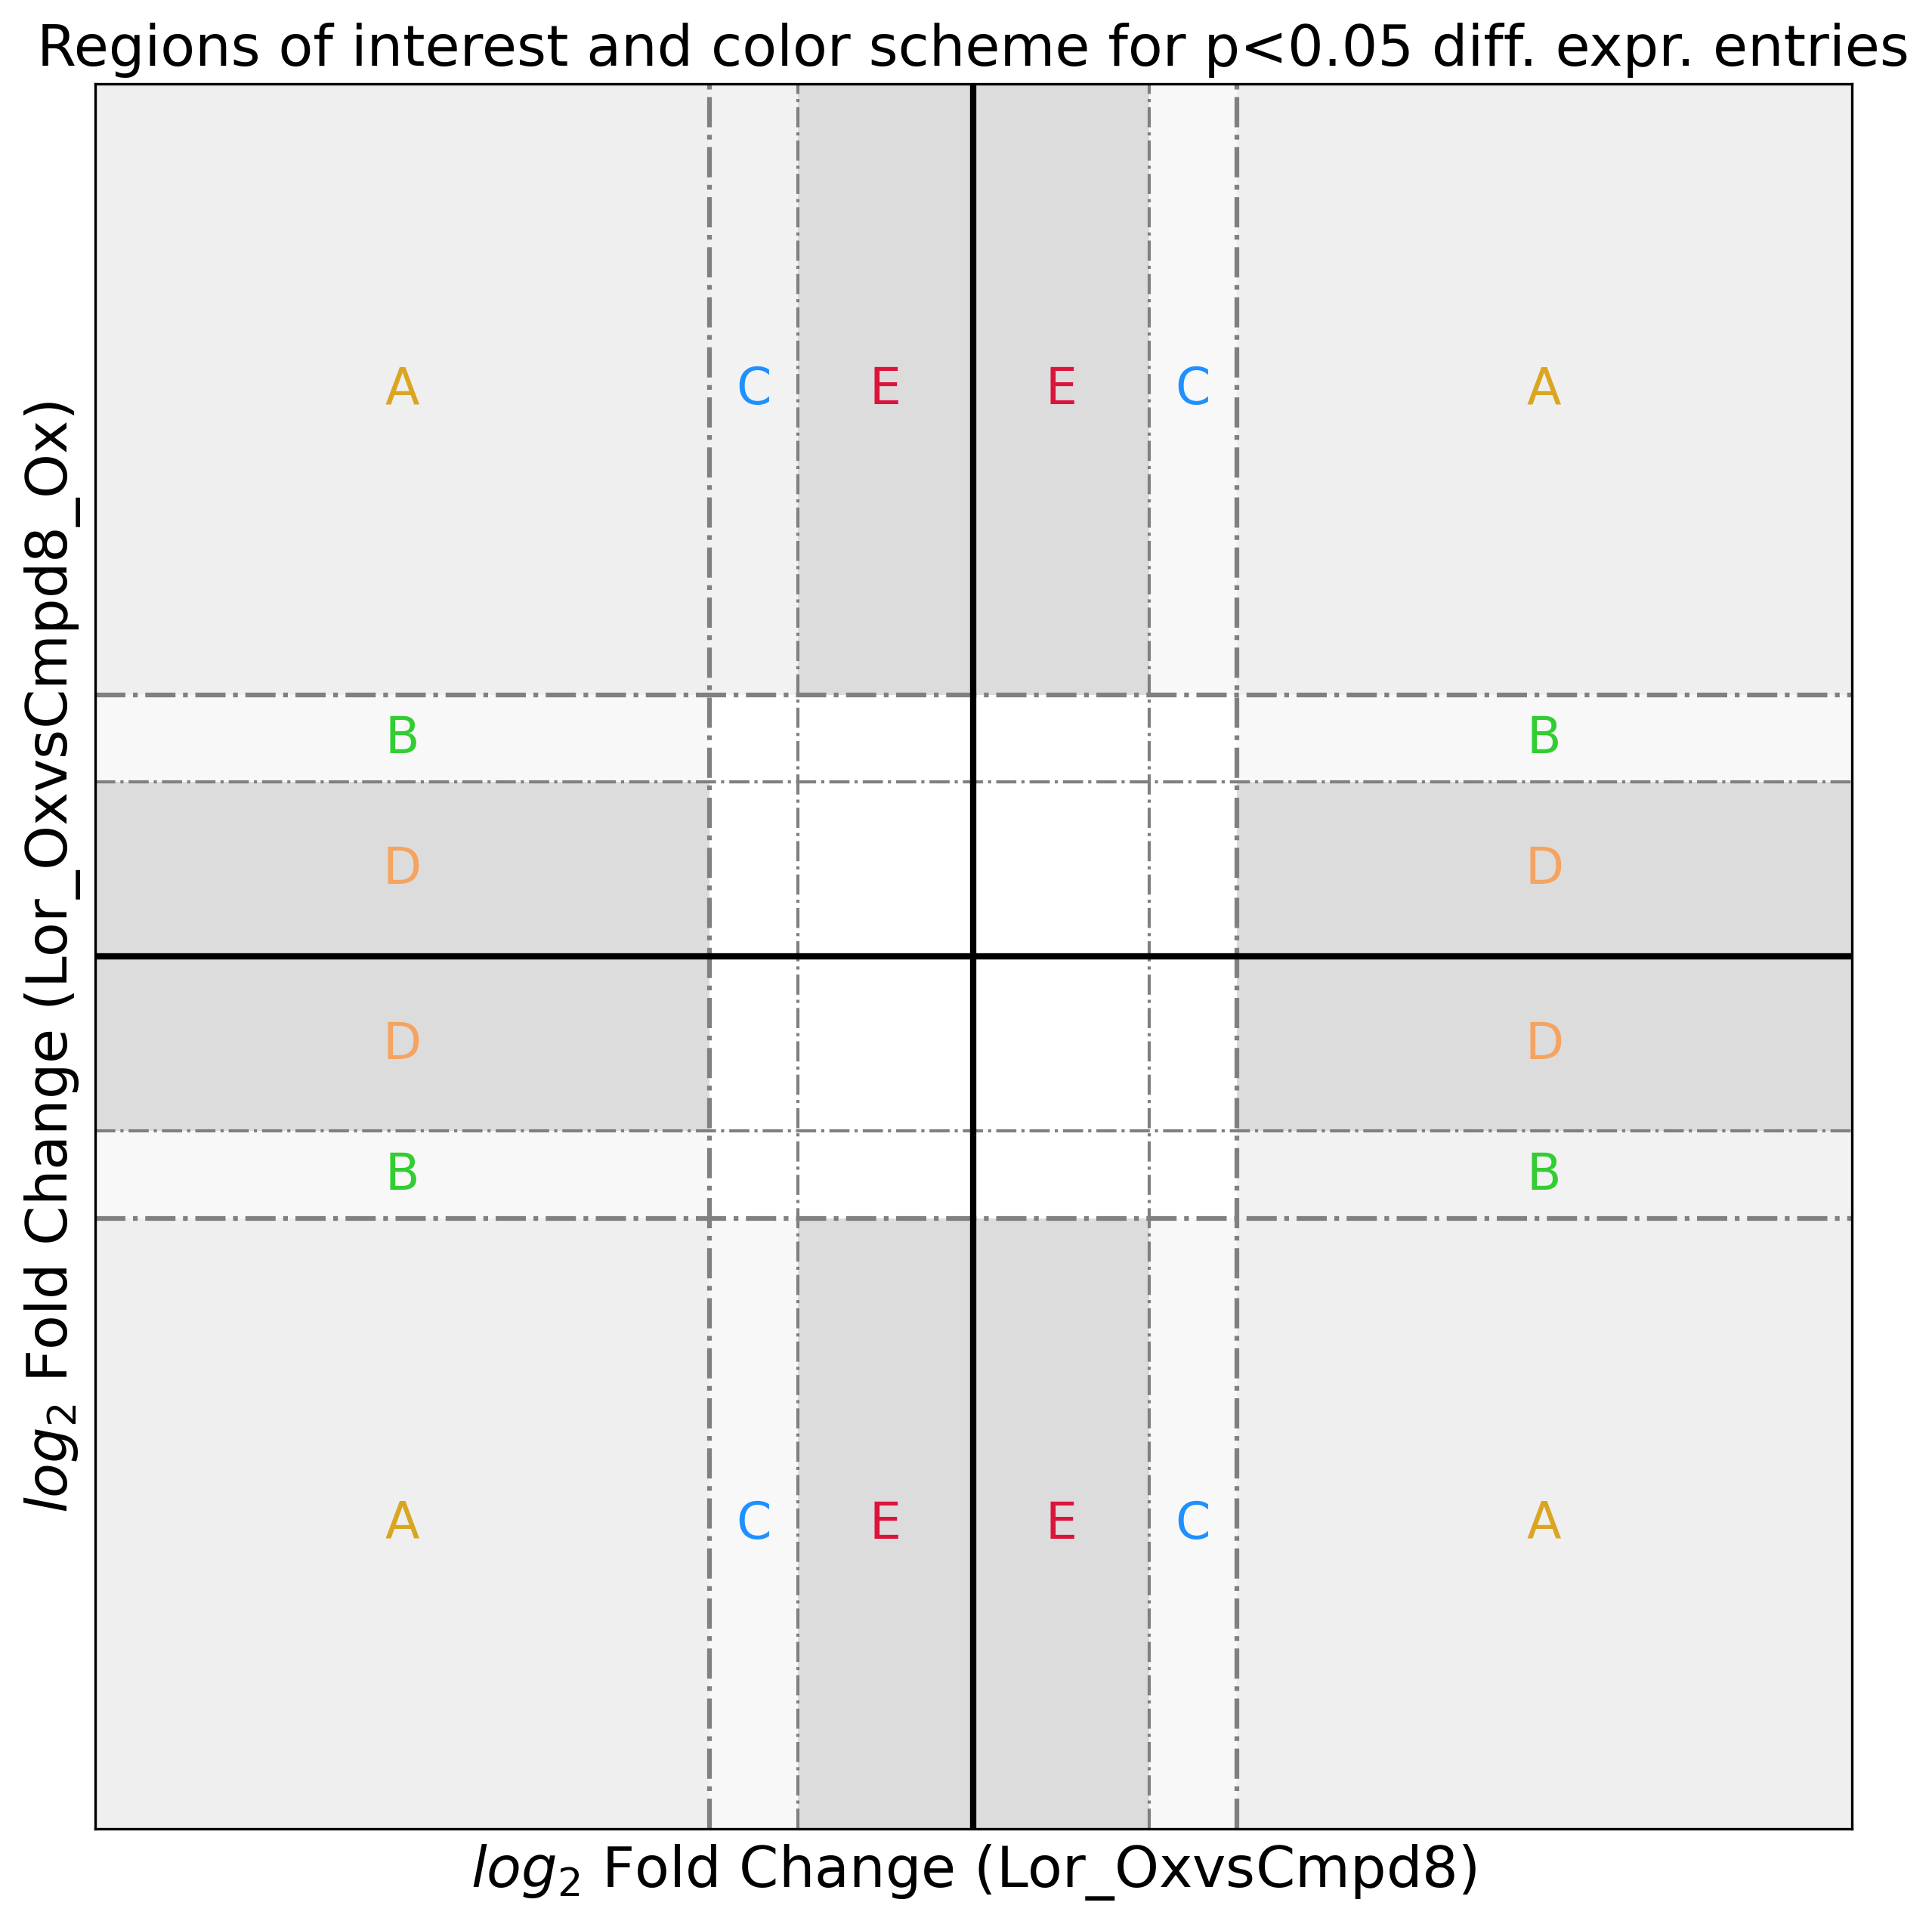 Regions of interest and color scheme for p<0.05 diff. expr. entries
log₂ Fold Change (Lor_OxvsCmpd8_Ox)
A C E E C A
B B
D D
D D
B B
A C E E C A
log₂ Fold Change (Lor_OxvsCmpd8)